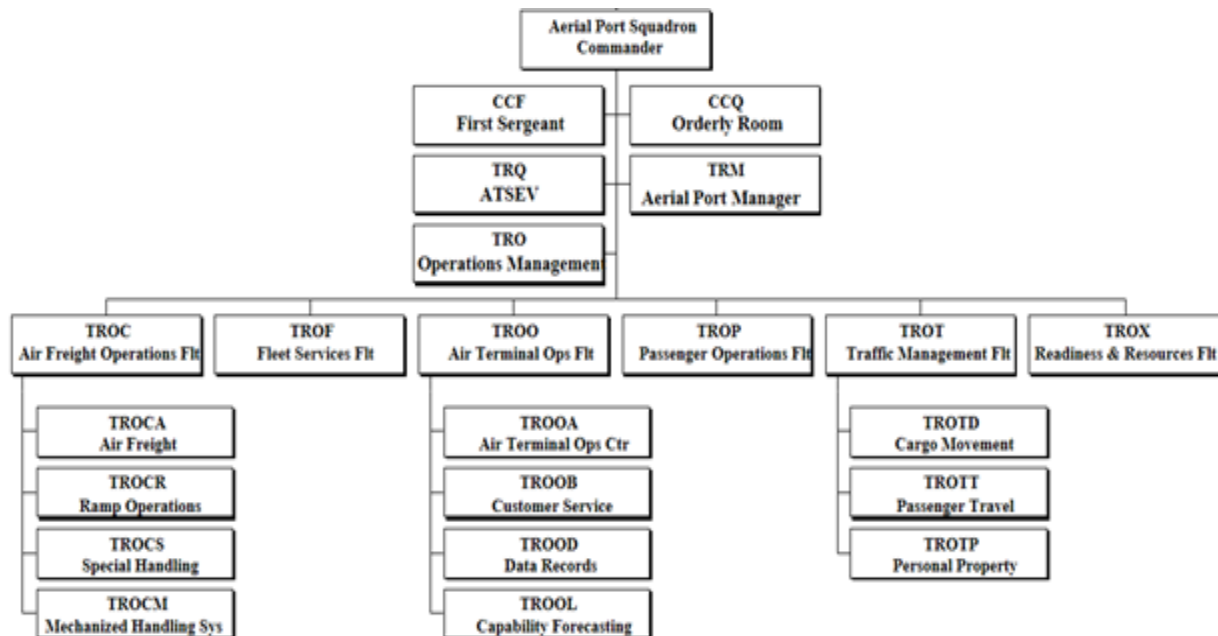 Aerial Port Squadron
Commander
CCF
First Sergeant
CCQ
Orderly Room
TRQ
ATSEV
TRM
Aerial Port Manager
TRO
Operations Management
TROC
Air Freight Operations Flt
TROF
Fleet Services Flt
TROO
Air Terminal Ops Flt
TROP
Passenger Operations Flt
TROT
Traffic Management Flt
TROX
Readiness & Resources Flt
TROCA
Air Freight
TROCR
Ramp Operations
TROCS
Special Handling
TROCM
Mechanized Handling Sys
TROOA
Air Terminal Ops Ctr
TROOB
Customer Service
TROOD
Data Records
TROOL
Capability Forecasting
TROTD
Cargo Movement
TROTT
Passenger Travel
TROTP
Personal Property